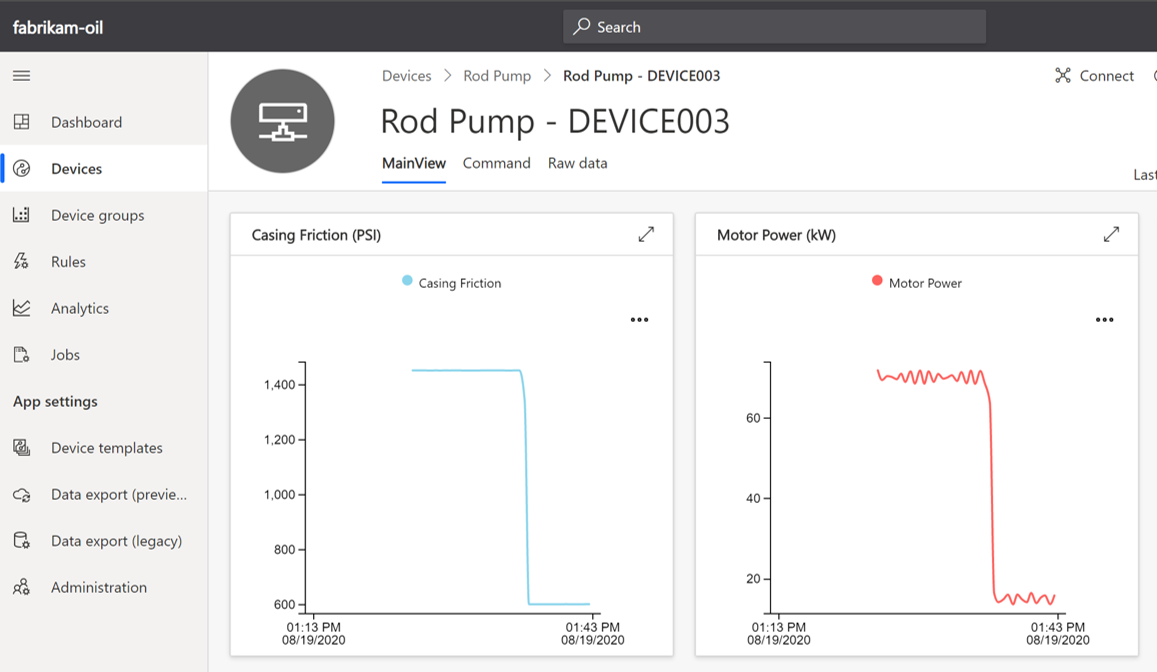 fabrikam-oil
Search
Dashboard
Devices
Device groups
Rules
Analytics
Jobs
App settings
Device templates
Data export (previe...
Data export (legacy)
Administration
Devices > Rod Pump > Rod Pump - DEVICE003
Connect
Rod Pump - DEVICE003
MainView Command Raw data
Last
Casing Friction (PSI)
Casing Friction
1,400
1,200
1,000
800
600
01:13 PM 01:43 PM
08/19/2020 08/19/2020
Motor Power (kW)
Motor Power
60
40
20
01:13 PM 01:43 PM
08/19/2020 08/19/2020